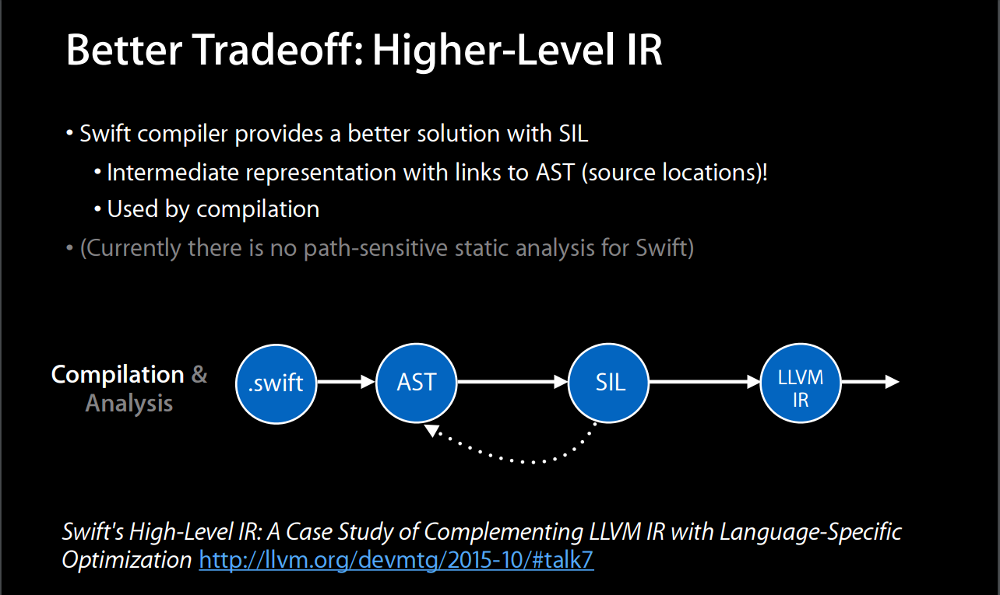 Better Tradeoff: Higher-Level IR
• Swift compiler provides a better solution with SIL
• Intermediate representation with links to AST (source locations)!
• Used by compilation
• (Currently there is no path-sensitive static analysis for Swift)
Compilation &
Analysis
.swift
AST
SIL
LLVM
IR
Swift's High-Level IR: A Case Study of Complementing LLVM IR with Language-Specific
Optimization http://llvm.org/devmtg/2015-10/#talk7